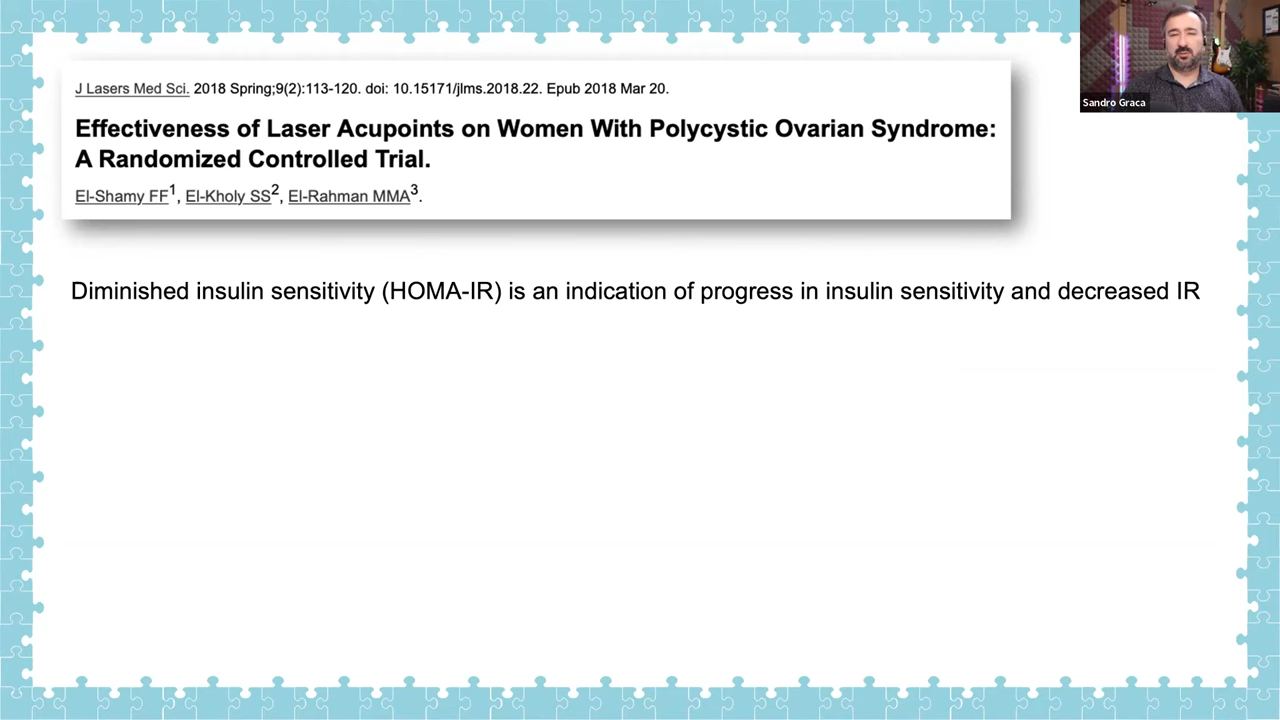 J Lasers Med Sci. 2018 Spring;9(2):113-120. doi: 10.15171/jlms.2018.22. Epub 2018 Mar 20.
Effectiveness of Laser Acupoints on Women With Polycystic Ovarian Syndrome:
A Randomized Controlled Trial.
El-Shamy FF1, El-Kholy SS2, El-Rahman MMA3.
Sandro Graca
Diminished insulin sensitivity (HOMA-IR) is an indication of progress in insulin sensitivity and decreased IR